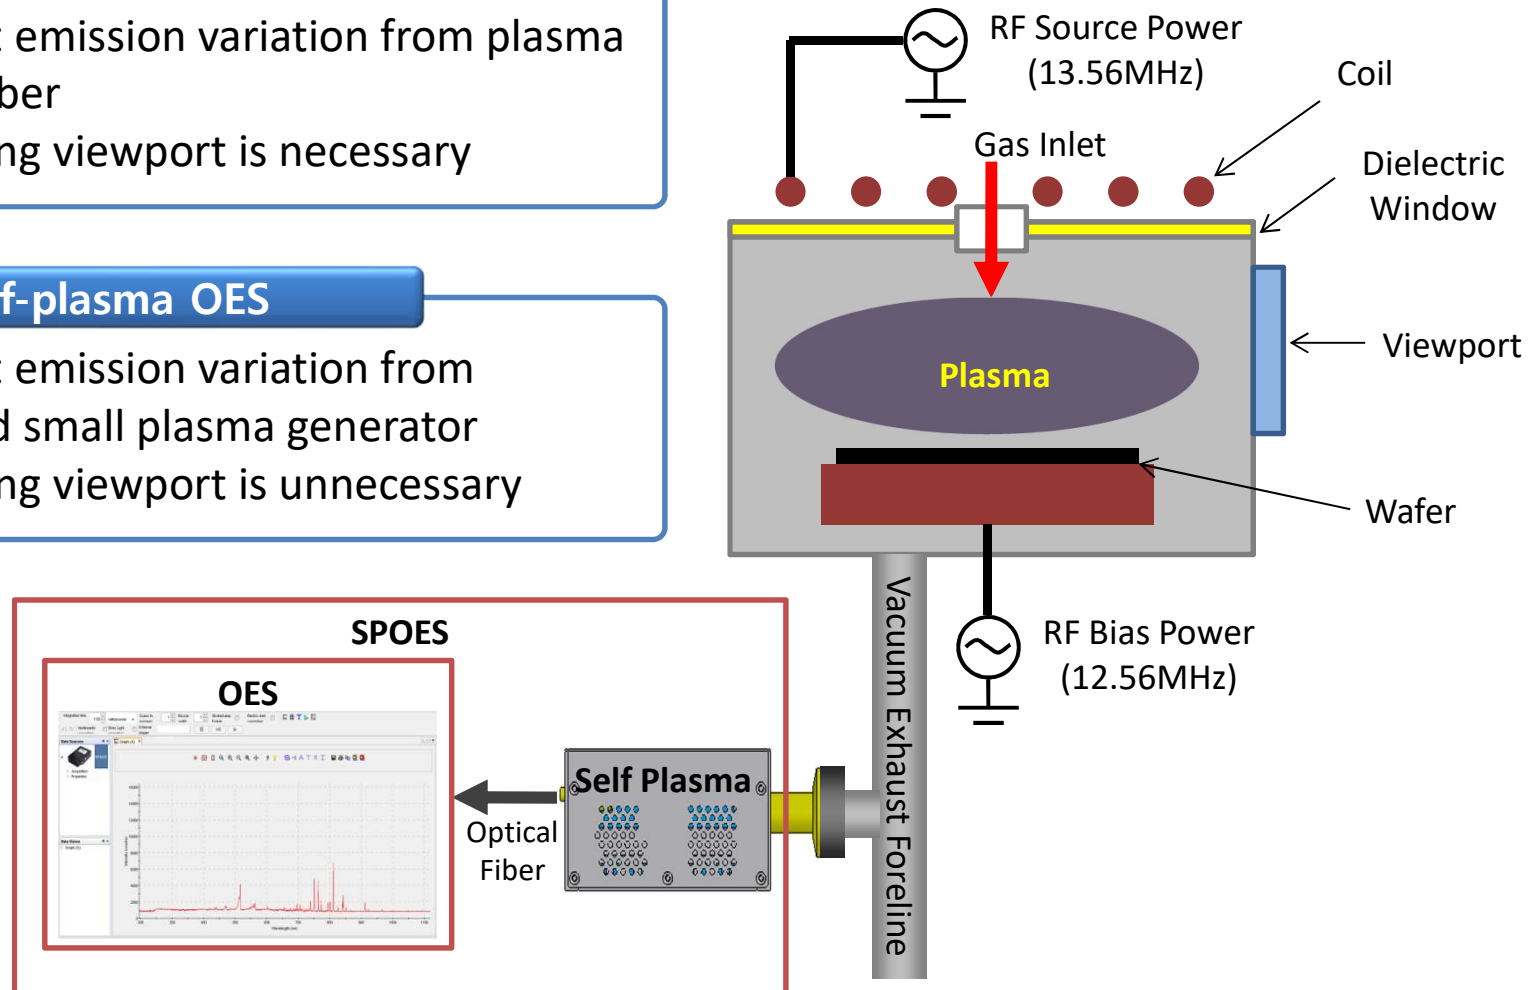 t emission variation from plasma
ber
ng viewport is necessary
f-plasma OES
t emission variation from
d small plasma generator
ng viewport is unnecessary
RF Source Power
(13.56MHz)
Coil
Gas Inlet
Dielectric
Window
Viewport
Plasma
Wafer
RF Bias Power
(12.56MHz)
Vacuum Exhaust Foreline
SPOES
OES
Self Plasma
Optical
Fiber